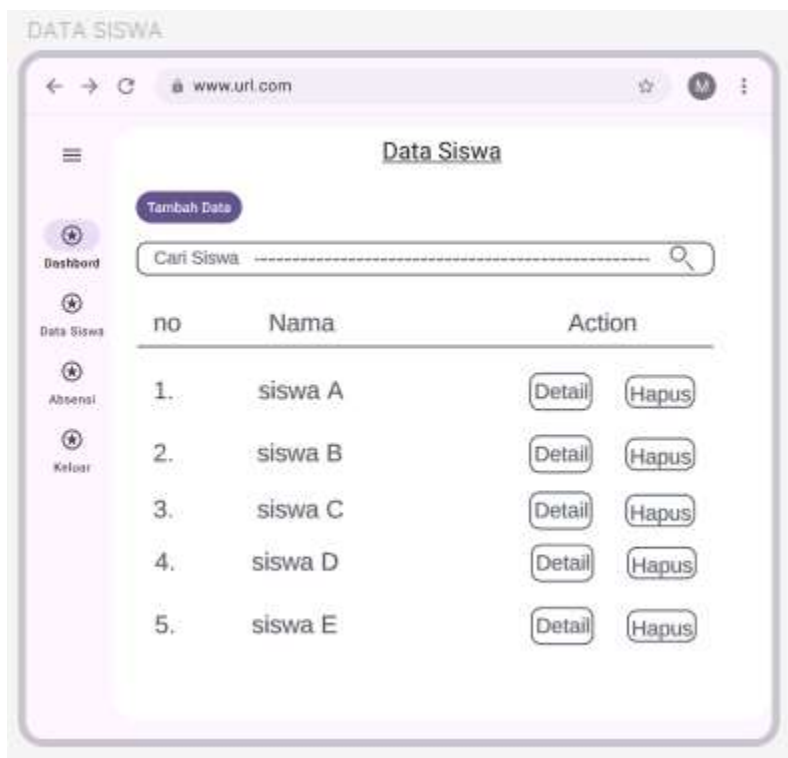 DATA SISWA
www.url.com
M
Data Siswa
Tambah Data
Dashbord
Cari Siswa ----------------------------------------------------
Data Siswa
no Nama Action
Absensi
1. siswa A Detail Hapus
Keluar
2. siswa B Detail Hapus
3. siswa C Detail Hapus
4. siswa D Detail Hapus
5. siswa E Detail Hapus